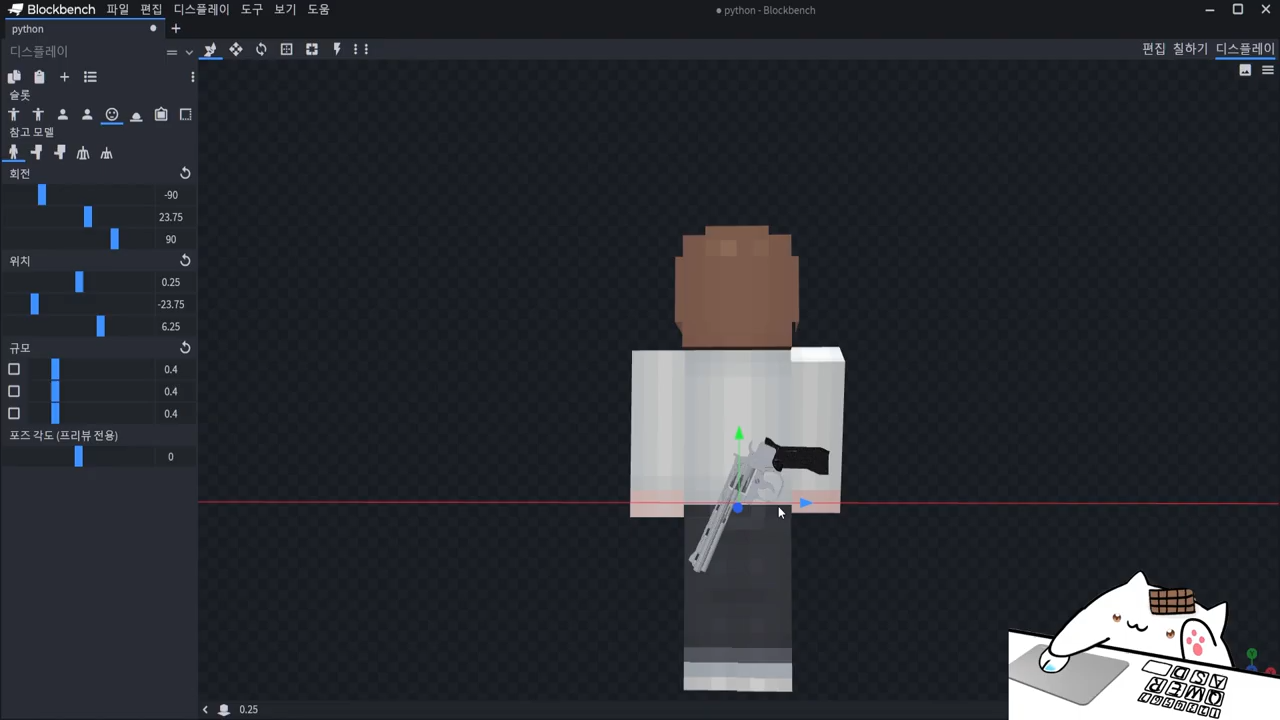 Blockbench 파일 편집 디스플레이 도구 보기 도움
python - Blockbench
python
디스플레이
편집 칠하기 디스플레이
슬롯
참고 모델
회전
-90
23.75
90
위치
0.25
-23.75
6.25
규모
0.4
0.4
0.4
포즈 각도 (프리뷰 전용)
0
0.25